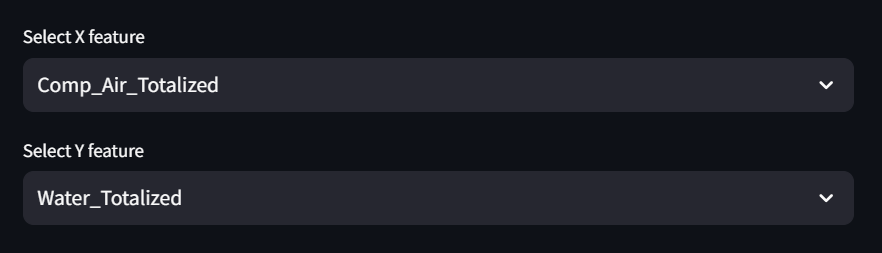 Select X feature
Comp_Air_Totalized
Select Y feature
Water_Totalized